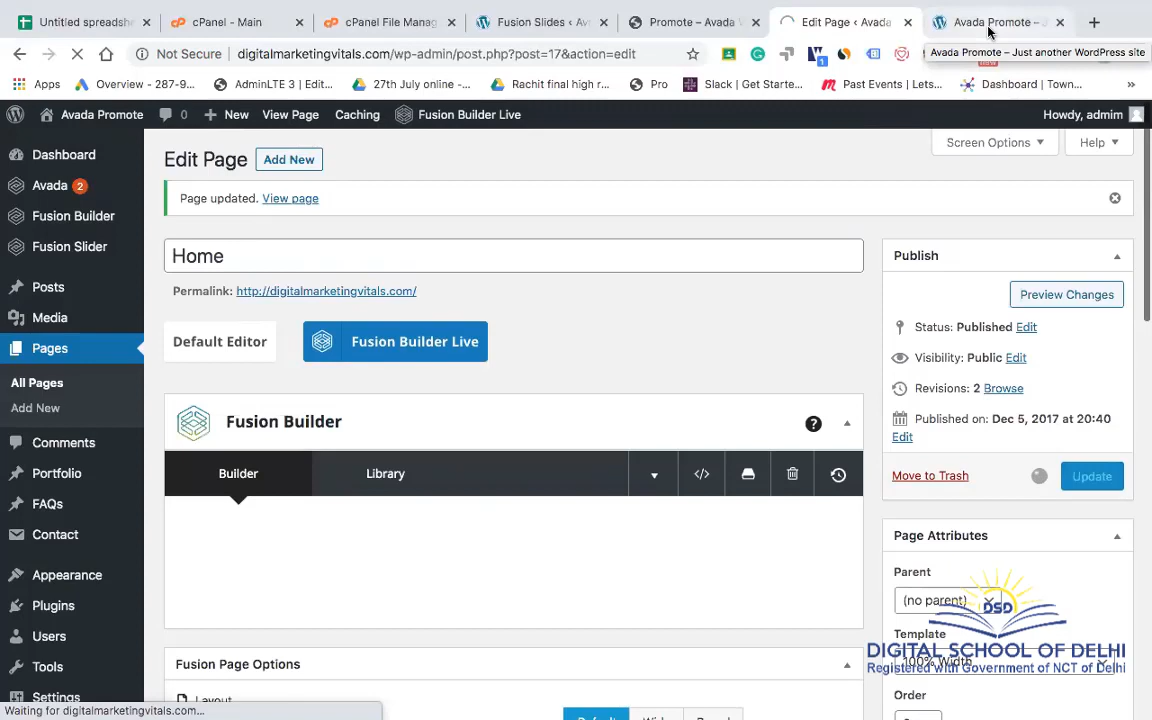 Untitled spreadshe
cPanel - Main
cPanel File Manag
Fusion Slides ‹ Av
Promote – Avada W
Edit Page ‹ Avada
Avada Promote –
Not Secure
digitalmarketingvitals.com/wp-admin/post.php?post=17&action=edit
Avada Promote – Just another WordPress site
Apps
Overview - 287-9...
AdminLTE 3 | Edit...
27th July online -...
Rachit final high r...
Pro
Slack | Get Starte...
Past Events | Lets...
Dashboard | Town...
»
Avada Promote
0
New
View Page
Caching
Fusion Builder Live
Howdy, admim
Dashboard
Avada 2
Fusion Builder
Fusion Slider
Posts
Media
Pages
All Pages
Add New
Comments
Portfolio
FAQs
Contact
Appearance
Plugins
Users
Tools
Settings
Edit Page
Add New
Screen Options
Help
Page updated. View page
Home
Permalink: http://digitalmarketingvitals.com/
Default Editor
Fusion Builder Live
Fusion Builder
?
Builder
Library
</>
Fusion Page Options
Layout
Default
Wide
Publish
Preview Changes
Status: Published Edit
Visibility: Public Edit
Revisions: 2 Browse
Published on: Dec 5, 2017 at 20:40
Edit
Move to Trash
Update
Page Attributes
Parent
(no parent)
Template
100% Width
Order
DSD
DIGITAL SCHOOL OF DELHI
Registered with Government of NCT of Delhi
Waiting for digitalmarketingvitals.com...